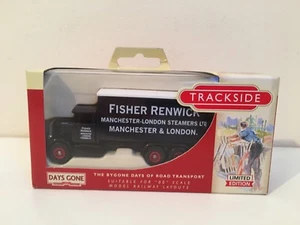 FISHER RENWICK
MANCHESTER-LONDON STEAMERS LTD
MANCHESTER & LONDON.
TRACKSIDE
THE BYGONE DAYS OF ROAD TRANSPORT
DAYS GONE
SUITABLE FOR "00" SCALE
MODEL RAILWAY LAYOUTS
LIMITED
EDITION